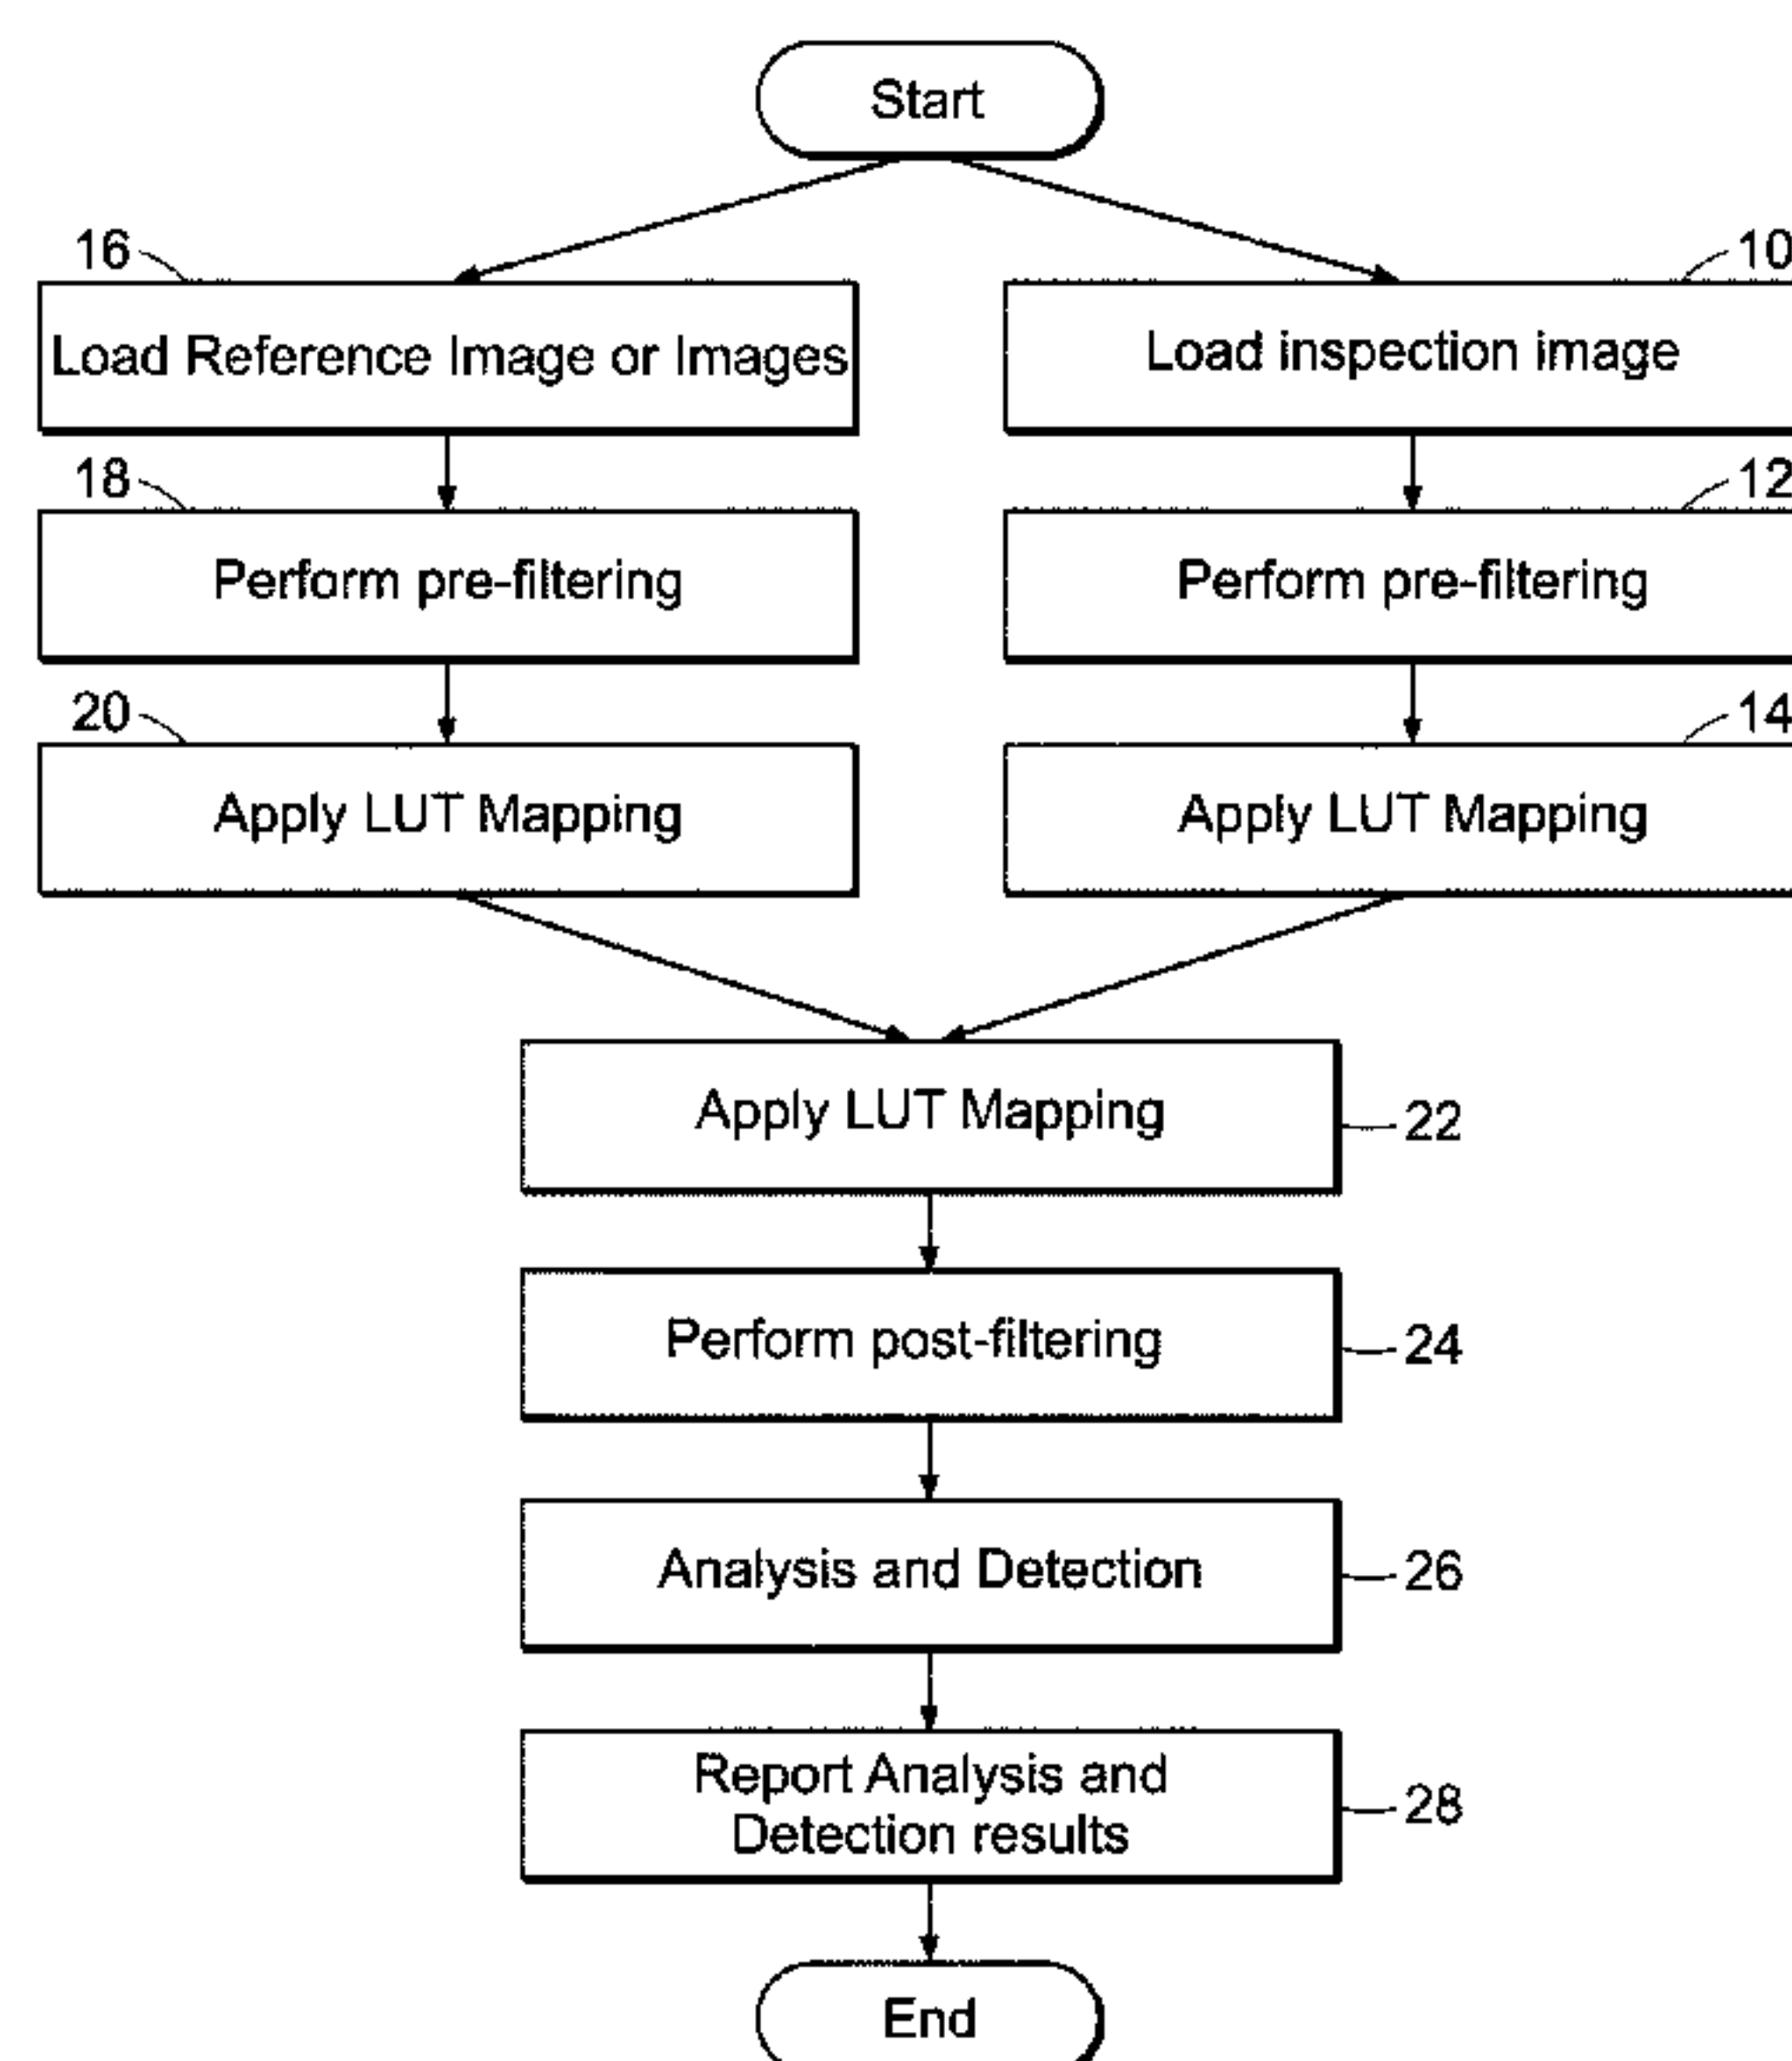 Start
16
10
Load Reference Image or Images
Load inspection image
18
12
Perform pre-filtering
Perform pre-filtering
20
14
Apply LUT Mapping
Apply LUT Mapping
Apply LUT Mapping
22
Perform post-filtering
24
Analysis and Detection
26
Report Analysis and
Detection results
28
End